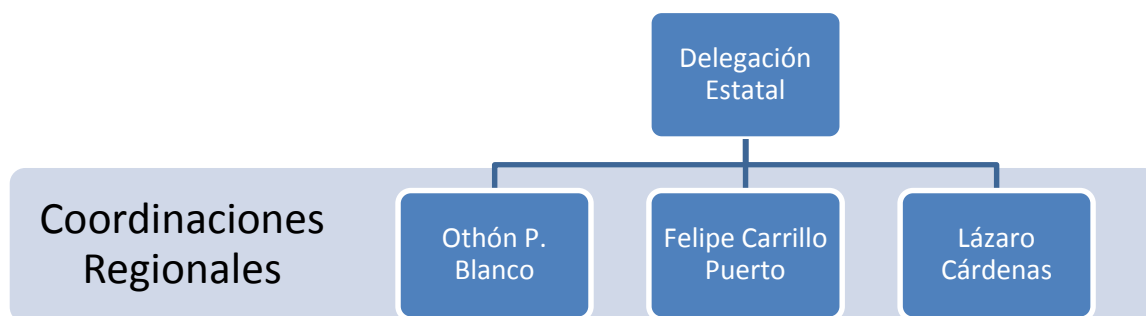 Delegación
Estatal
Coordinaciones
Regionales
Othón P.
Blanco
Felipe Carrillo
Puerto
Lázaro
Cárdenas